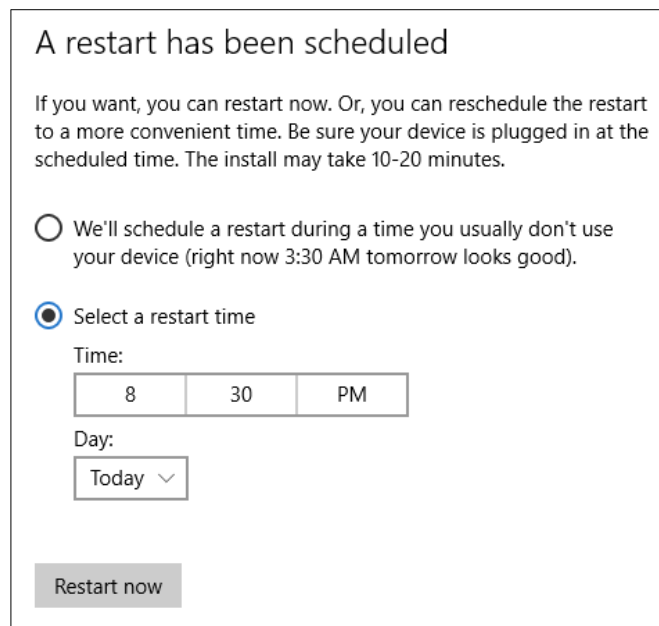 A restart has been scheduled
If you want, you can restart now. Or, you can reschedule the restart
to a more convenient time. Be sure your device is plugged in at the
scheduled time. The install may take 10-20 minutes.
We'll schedule a restart during a time you usually don't use
your device (right now 3:30 AM tomorrow looks good).
Select a restart time
Time:
8 30 PM
Day:
Today
Restart now